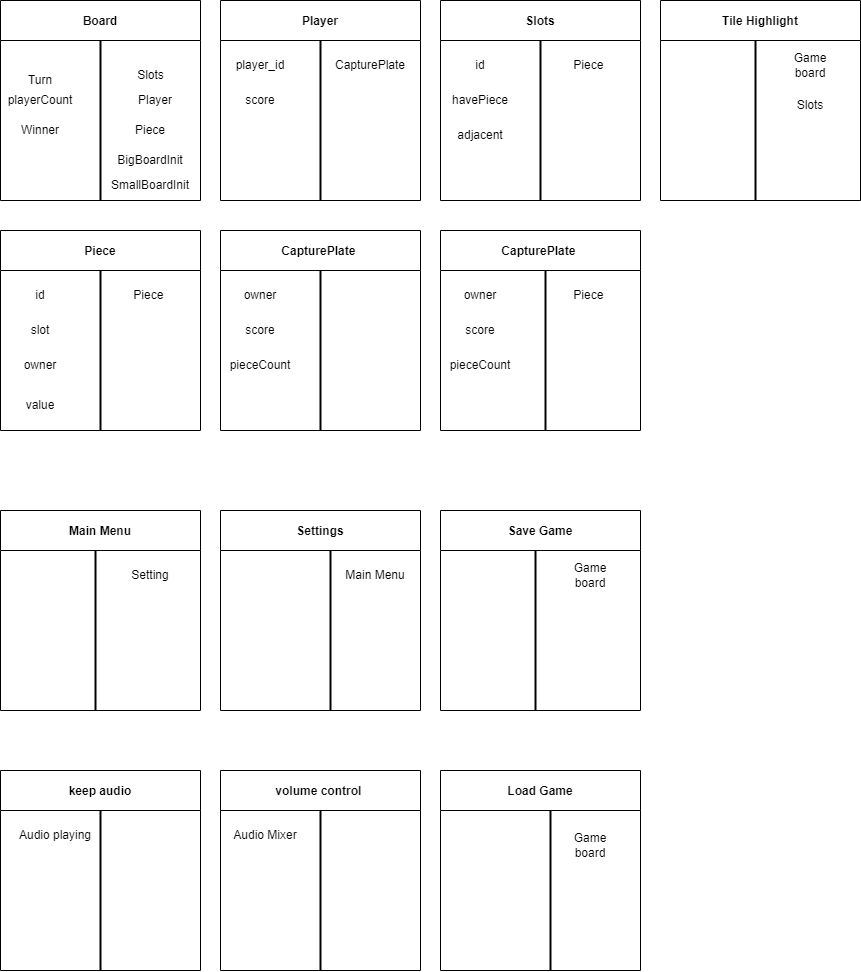 Board
Turn
playerCount
Winner
Slots
Player
Piece
BigBoardInit
SmallBoardInit
Player
player_id
score
CapturePlate
Slots
id
havePiece
adjacent
Piece
Tile Highlight
Game
board
Slots
Piece
id
slot
owner
value
Piece
CapturePlate
owner
score
pieceCount
CapturePlate
owner
score
pieceCount
Piece
Main Menu
Setting
Settings
Main Menu
Save Game
Game
board
keep audio
Audio playing
volume control
Audio Mixer
Load Game
Game
board